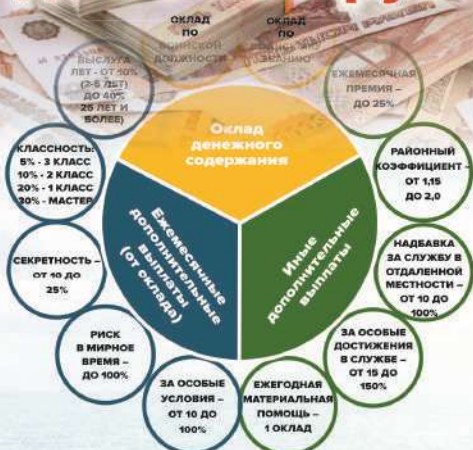 ОКЛАД
ПО
ВОИНСКОЙ
ДОЛЖНОСТИ
ОКЛАД
ПО
ЗВАНИЮ
ВЫСЛУГА
ЛЕТ - ОТ 10%
(2-5 ЛЕТ)
ДО 40%
25 ЛЕТ И
БОЛЕЕ)
ЕЖЕМЕСЯЧНАЯ
ПРЕМИЯ –
ДО 25%
Оклад
денежного
содержания
КЛАССНОСТЬ:
5% - 3 КЛАСС
10% - 2 КЛАСС
20% - 1 КЛАСС
30% - МАСТЕР
РАЙОННЫЙ
КОЭФФИЦИЕНТ –
ОТ 1,15
ДО 2,0
Ежемесячные
дополнительные
выплаты
(от оклада)
Иные
дополнительные
выплаты
СЕКРЕТНОСТЬ –
ОТ 10 ДО
25%
НАДБАВКА
ЗА СЛУЖБУ В
ОТДАЛЕННОЙ
МЕСТНОСТИ –
ОТ 10 ДО
100%
РИСК
В МИРНОЕ
ВРЕМЯ –
ДО 100%
ЗА ОСОБЫЕ
ДОСТИЖЕНИЯ
В СЛУЖБЕ –
ОТ 15 ДО
150%
ЗА ОСОБЫЕ
УСЛОВИЯ –
ОТ 10 ДО
100%
ЕЖЕГОДНАЯ
МАТЕРИАЛЬНАЯ
ПОМОЩЬ –
1 ОКЛАД